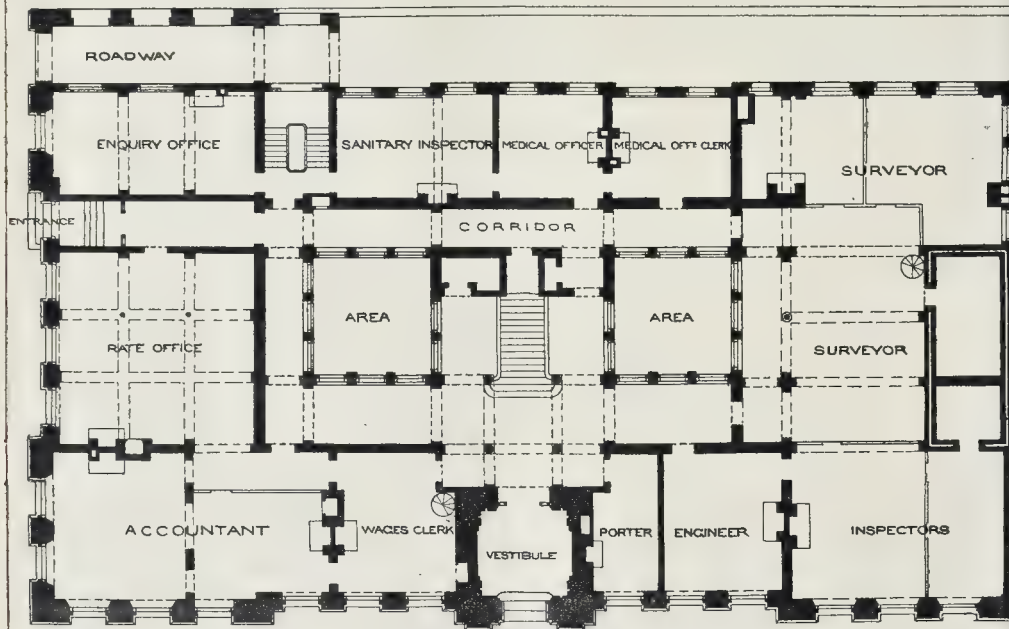 ROADWAY
ENQUIRY OFFICE
SANITARY INSPECTOR
MEDICAL OFFICER
MEDICAL OFFR CLERK
SURVEYOR
ENTRANCE
CORRIDOR
AREA
AREA
RATE OFFICE
SURVEYOR
ACCOUNTANT
WAGES CLERK
VESTIBULE
PORTER
ENGINEER
INSPECTORS